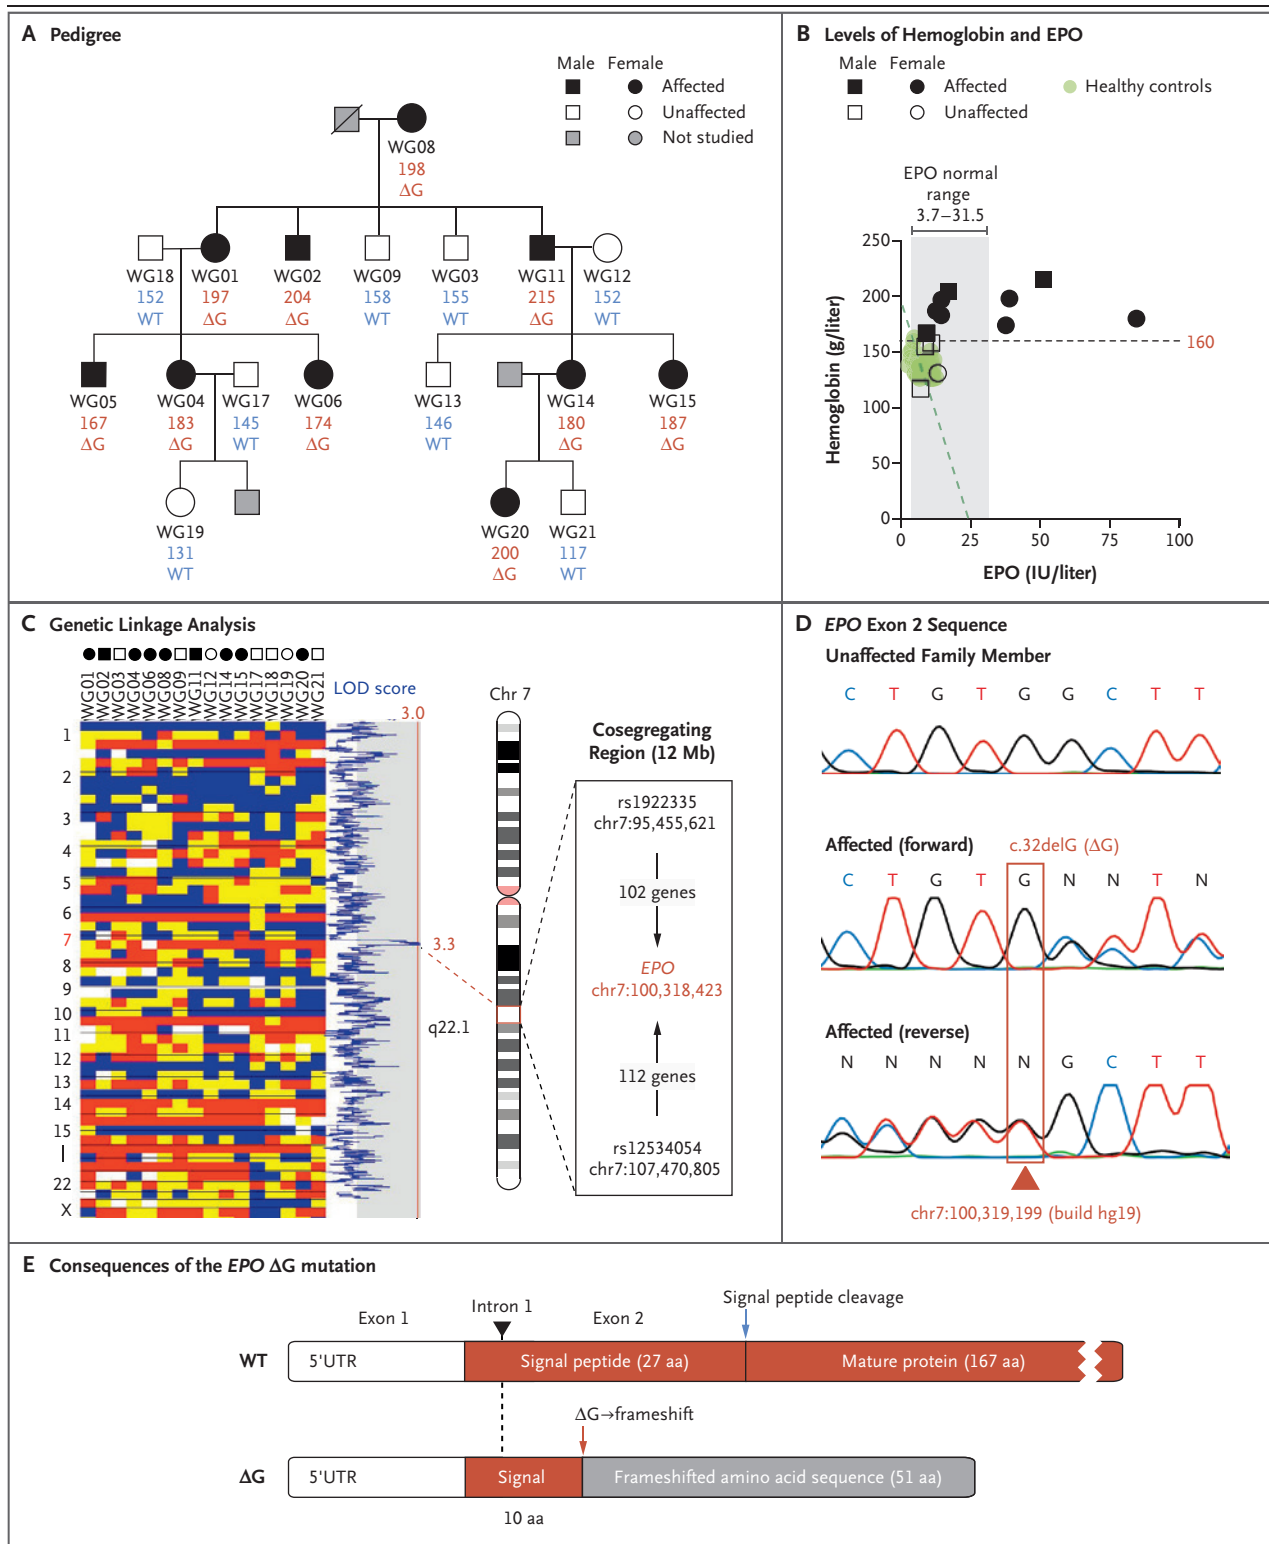 A Pedigree
Male Female
Affected
Unaffected
Not studied
WG08
198
ΔG
WG18 WG01 WG02 WG09 WG03 WG11 WG12
152 197 204 158 155 215 152
WT ΔG ΔG WT WT ΔG WT
WG05 WG04 WG17 WG06 WG13 WG14 WG15
167 183 145 174 146 180 187
ΔG ΔG WT ΔG WT ΔG ΔG
WG19 WG20 WG21
131 200 117
WT ΔG WT
B Levels of Hemoglobin and EPO
Male Female
Affected Healthy controls
Unaffected
EPO normal
range
3.7–31.5
250
200
150
100
50
0
160
Hemoglobin (g/liter)
0 25 50 75 100
EPO (IU/liter)
C Genetic Linkage Analysis
WG01 WG02 WG03 WG04 WG06 WG08 WG09 WG11 WG12 WG14 WG15 WG17 WG18 WG19 WG20 WG21
LOD score
3.0
1
2
3
4
5
6
7
8
9
10
11
12
13
14
15
22
X
3.3
Chr 7
q22.1
Cosegregating
Region (12 Mb)
rs1922335
chr7:95,455,621
102 genes
EPO
chr7:100,318,423
112 genes
rs12534054
chr7:107,470,805
D EPO Exon 2 Sequence
Unaffected Family Member
C T G T G G C T T
Affected (forward) c.32delG (ΔG)
C T G T G N N T N
Affected (reverse)
N N N N N G C T T
chr7:100,319,199 (build hg19)
E Consequences of the EPO ΔG mutation
Exon 1 Intron 1 Exon 2 Signal peptide cleavage
WT 5'UTR Signal peptide (27 aa) Mature protein (167 aa)
ΔG→frameshift
ΔG 5'UTR Signal Frameshifted amino acid sequence (51 aa)
10 aa